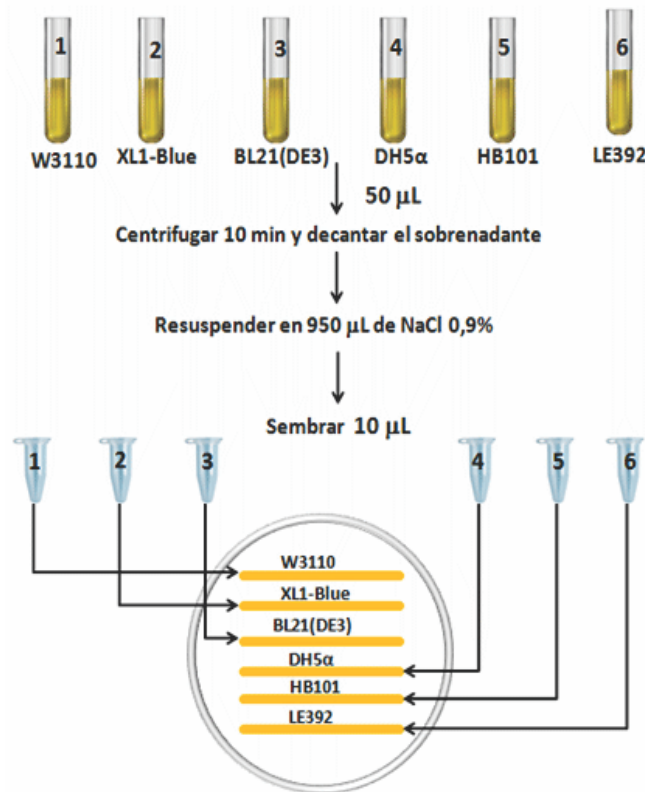 1 2 3 4 5 6
W3110 XL1-Blue BL21(DE3) DH5α HB101 LE392
50 µL
Centrifugar 10 min y decantar el sobrenadante
Resuspender en 950 µL de NaCl 0,9%
Sembrar 10 µL
1 2 3 4 5 6
W3110
XL1-Blue
BL21(DE3)
DH5α
HB101
LE392